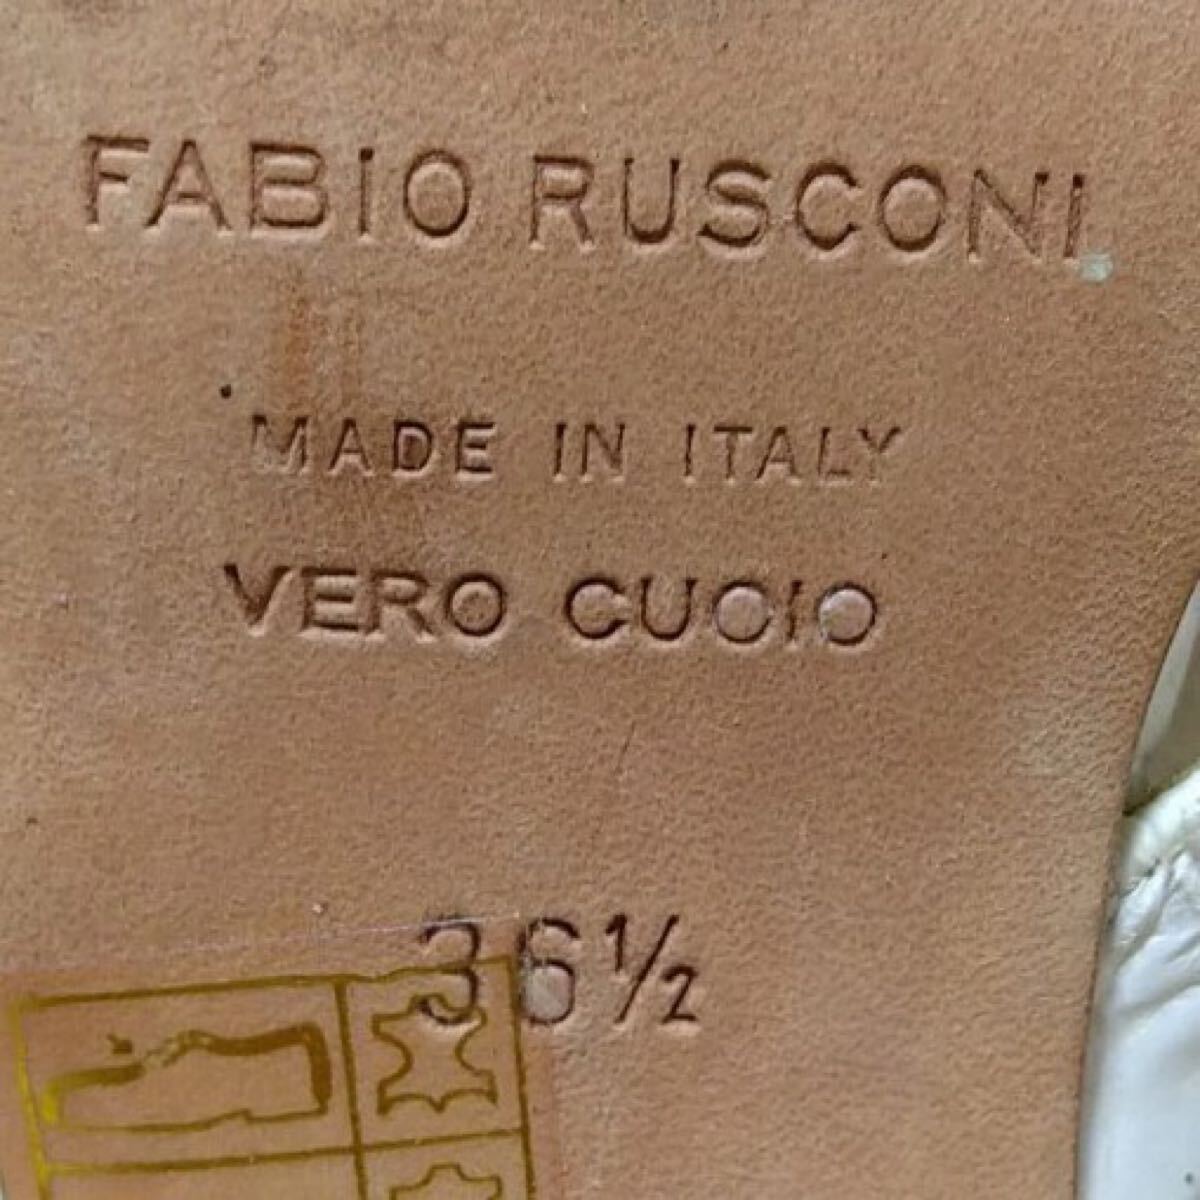 FABIO RUSCONI
MADE IN ITALY
VERO CUOIO
36½